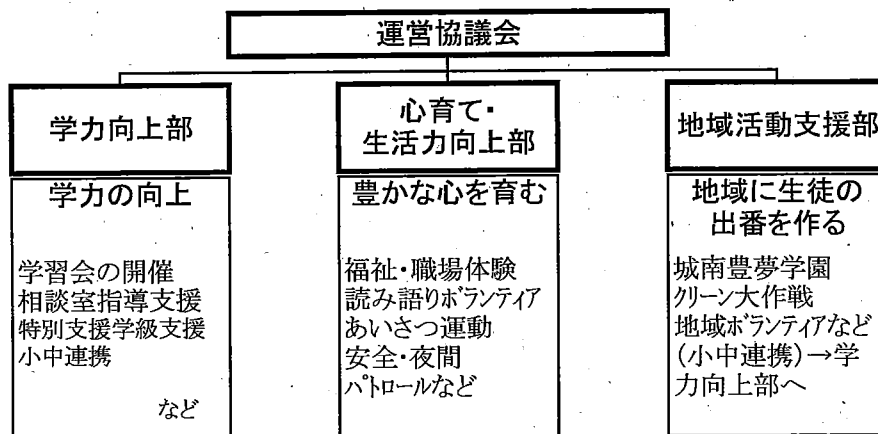 運営協議会
学力向上部
学力の向上
学習会の開催
相談室指導支援
特別支援学級支援
小中連携
など
心育て・
生活力向上部
豊かな心を育む
福祉・職場体験
読み語りボランティア
あいさつ運動
安全・夜間
パトロールなど
地域活動支援部
地域に生徒の
出番を作る
城南豊夢学園
クリーン大作戦
地域ボランティアなど
(小中連携)→学
力向上部へ